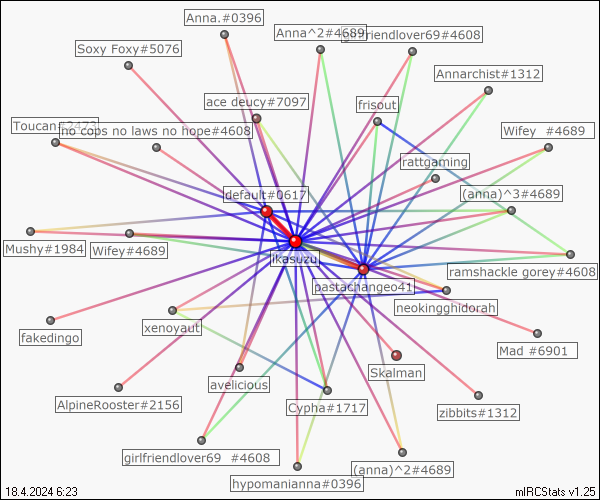 Anna.#0396
Anna^2#4689
girlfriendlover69#4608
Soxy Foxy#5076
Annarchist#1312
ace deucy#7097
frisout
Toucan#2473
no cops no laws no hope#4608
Wifey  #4689
rattgaming
default#0617
(anna)^3#4689
Mushy#1984
Wifey#4689
ikasuzu
ramshackle gorey#4608
pastachangeo41
neokingghidorah
fakedingo
xenoyaut
Mad #6901
Skalman
avelicious
AlpineRooster#2156
Cypha#1717
zibbits#1312
girlfriendlover69  #4608
(anna)^2#4689
hypomanianna#0396
18.4.2024 6:23
mIRCStats v1.25